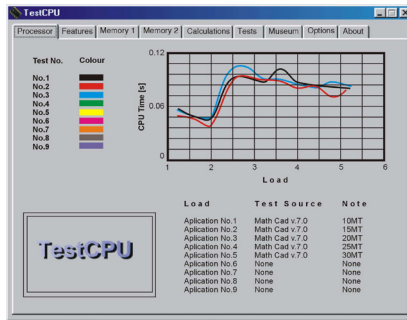 TestCPU
Processor Features Memory 1 Memory 2 Calculations Tests Museum Options About
Test No. Colour
No.1
No.2
No.3
No.4
No.5
No.6
No.7
No.8
No.9
CPU Time [s]
0.12
0.06
0
1 2 3 4 5 6
Load
TestCPU
Load Test Source Note
Aplication No.1 Math Cad v.7.0 10MT
Aplication No.2 Math Cad v.7.0 15MT
Aplication No.3 Math Cad v.7.0 20MT
Aplication No.4 Math Cad v.7.0 25MT
Aplication No.5 Math Cad v.7.0 30MT
Aplication No.6 None None
Aplication No.7 None None
Aplication No.8 None None
Aplication No.9 None None